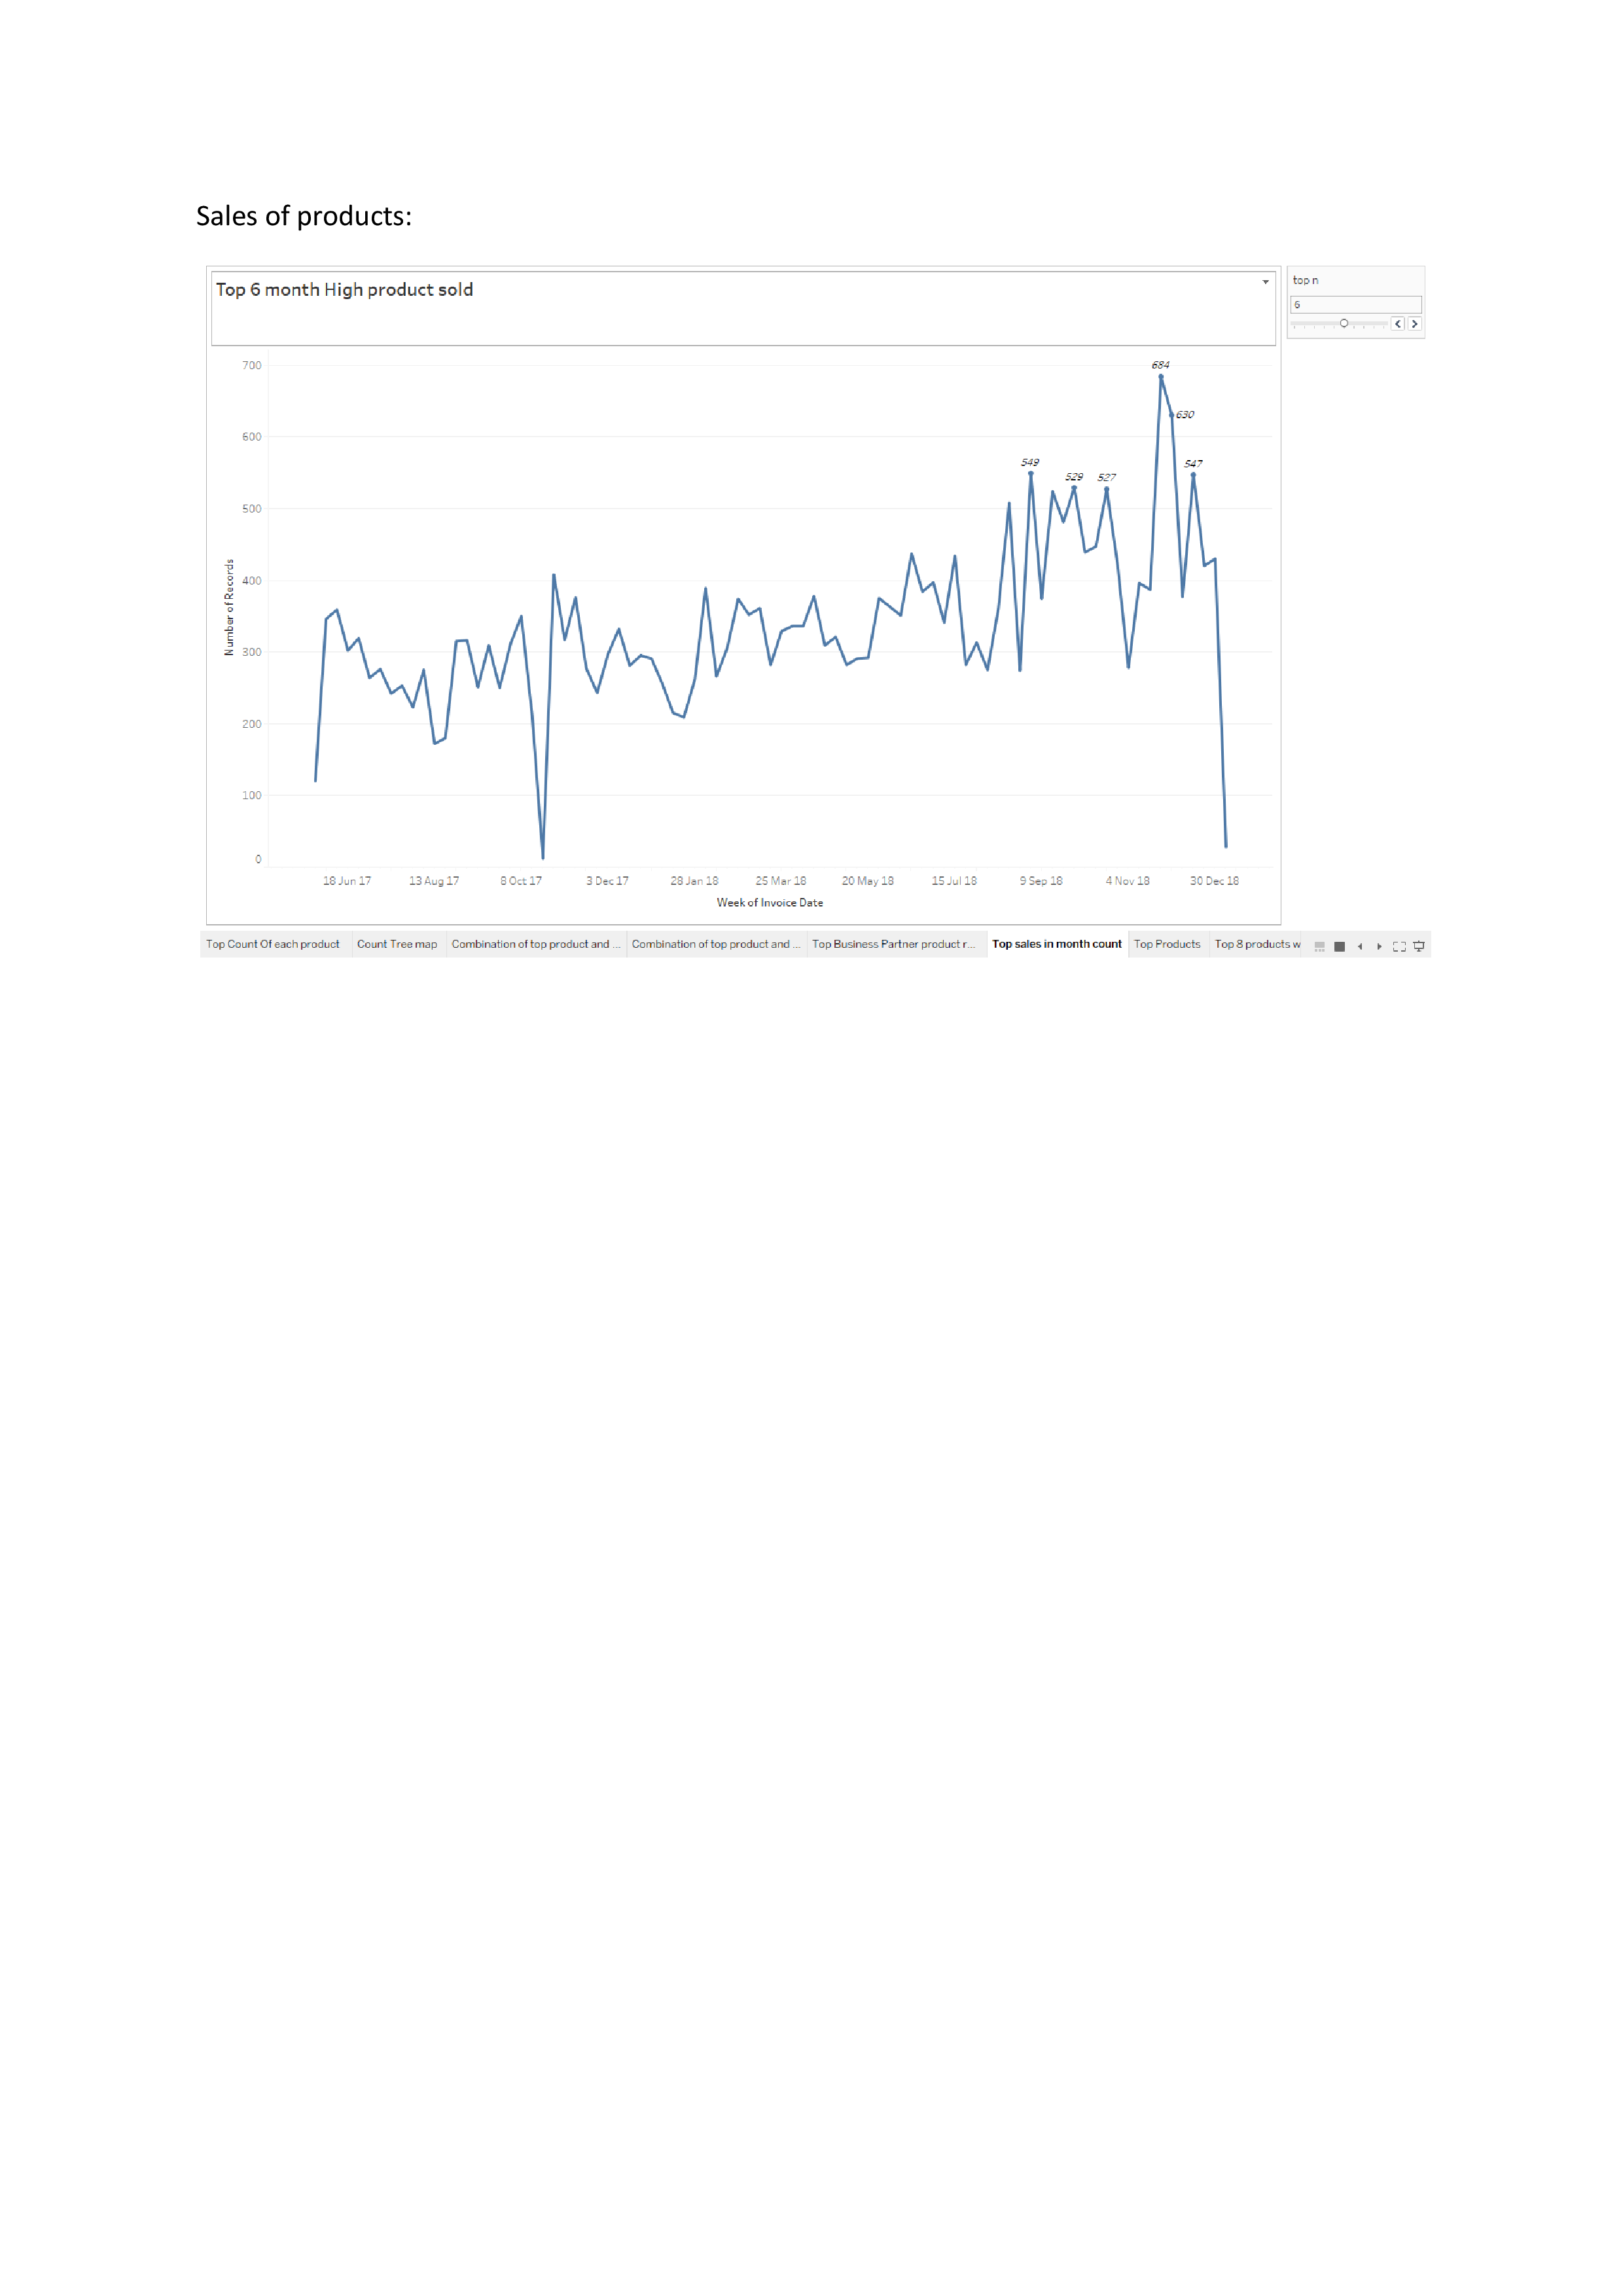 Sales of products:
Top 6 month High product sold
top n
6
700
600
500
400
300
200
100
0
Number of Records
684
630
549
529
527
547
18 Jun 17
13 Aug 17
8 Oct 17
3 Dec 17
28 Jan 18
25 Mar 18
20 May 18
15 Jul 18
9 Sep 18
4 Nov 18
30 Dec 18
Week of Invoice Date
Top Count Of each product
Count Tree map
Combination of top product and ...
Combination of top product and ...
Top Business Partner product r...
Top sales in month count
Top Products
Top 8 products w